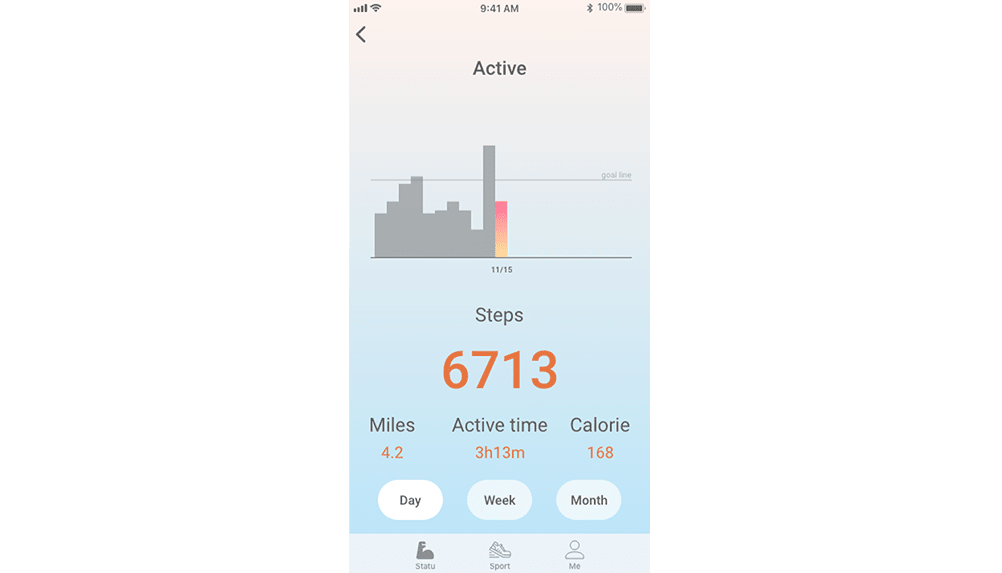 9:41 AM 100%
Active
goal line
11/15
Steps
6713
Miles Active time Calorie
4.2 3h13m 168
Day Week Month
Statu Sport Me